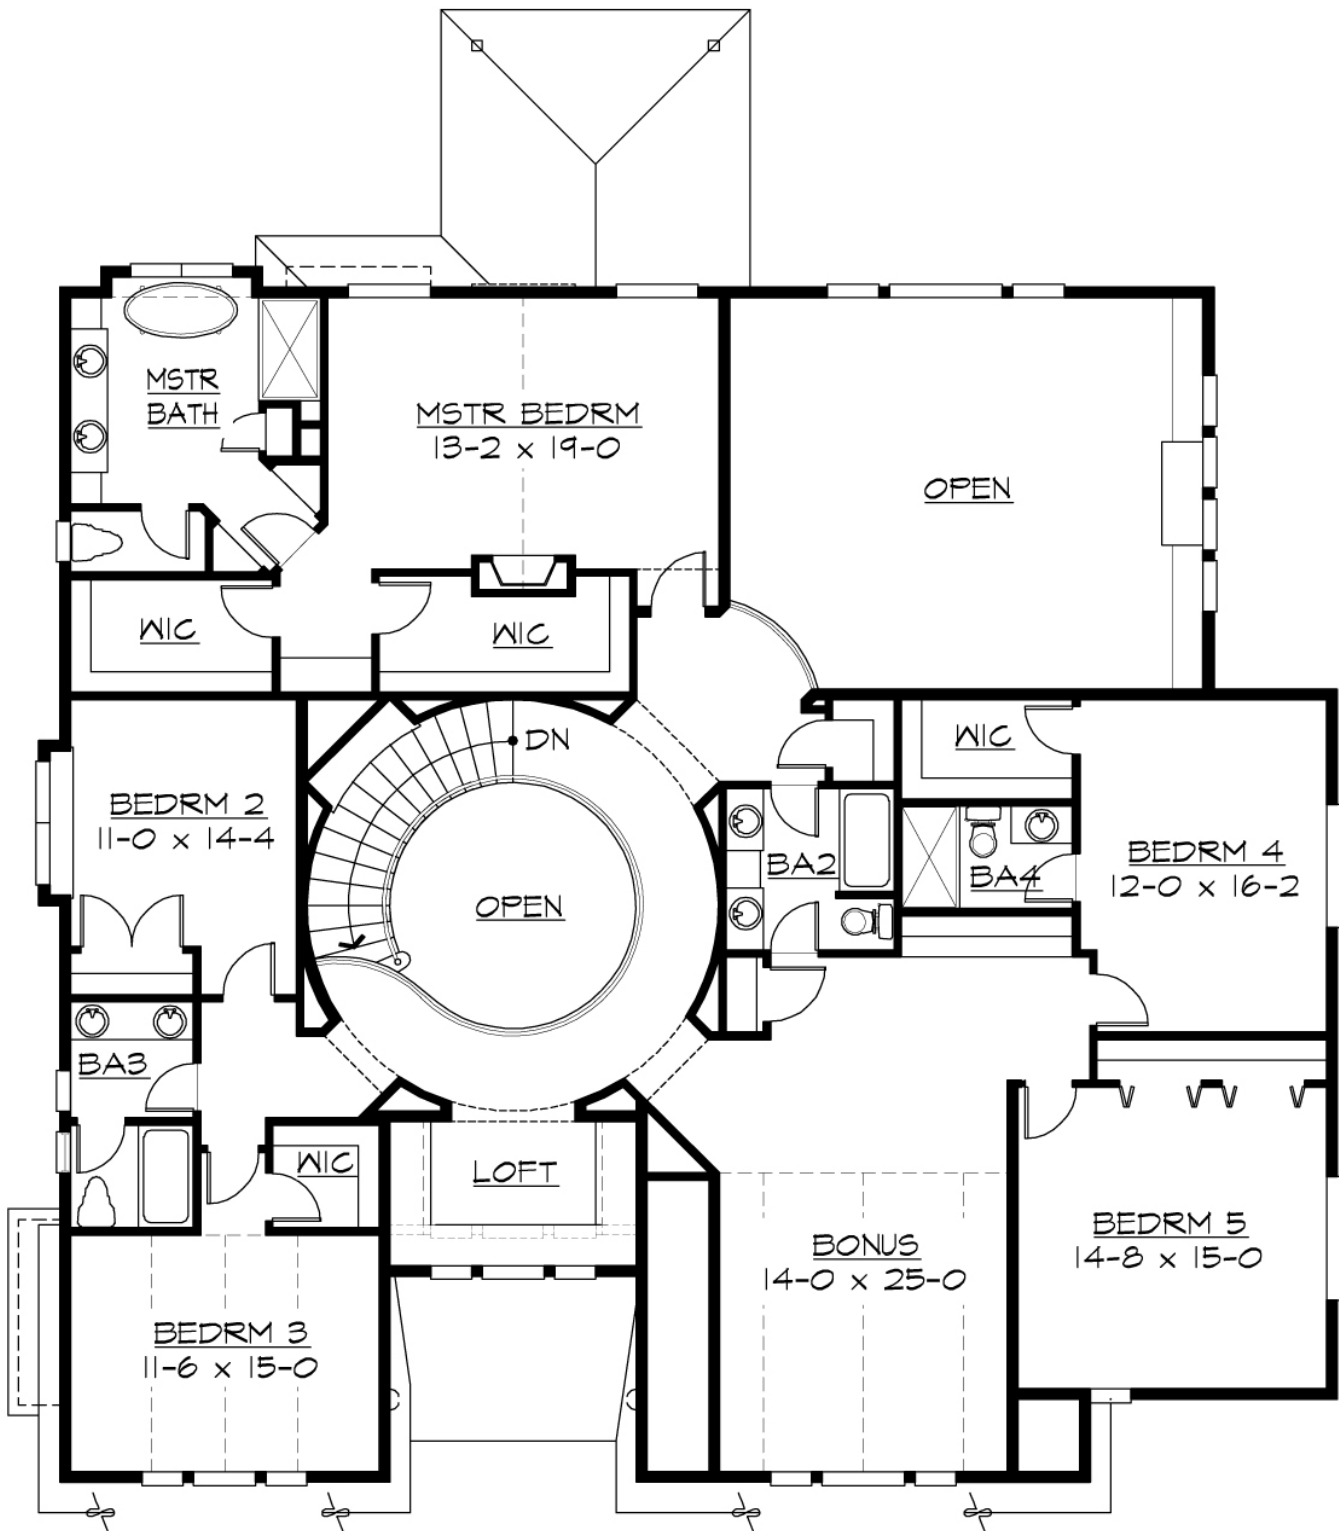 MSTR
BATH
MSTR BEDRM
13-2 x 19-0
OPEN
WIC
WIC
DN
WIC
BEDRM 2
11-0 x 14-4
OPEN
BA2
BA4
BEDRM 4
12-0 x 16-2
BA3
WIC
LOFT
BONUS
14-0 x 25-0
BEDRM 5
14-8 x 15-0
BEDRM 3
11-6 x 15-0